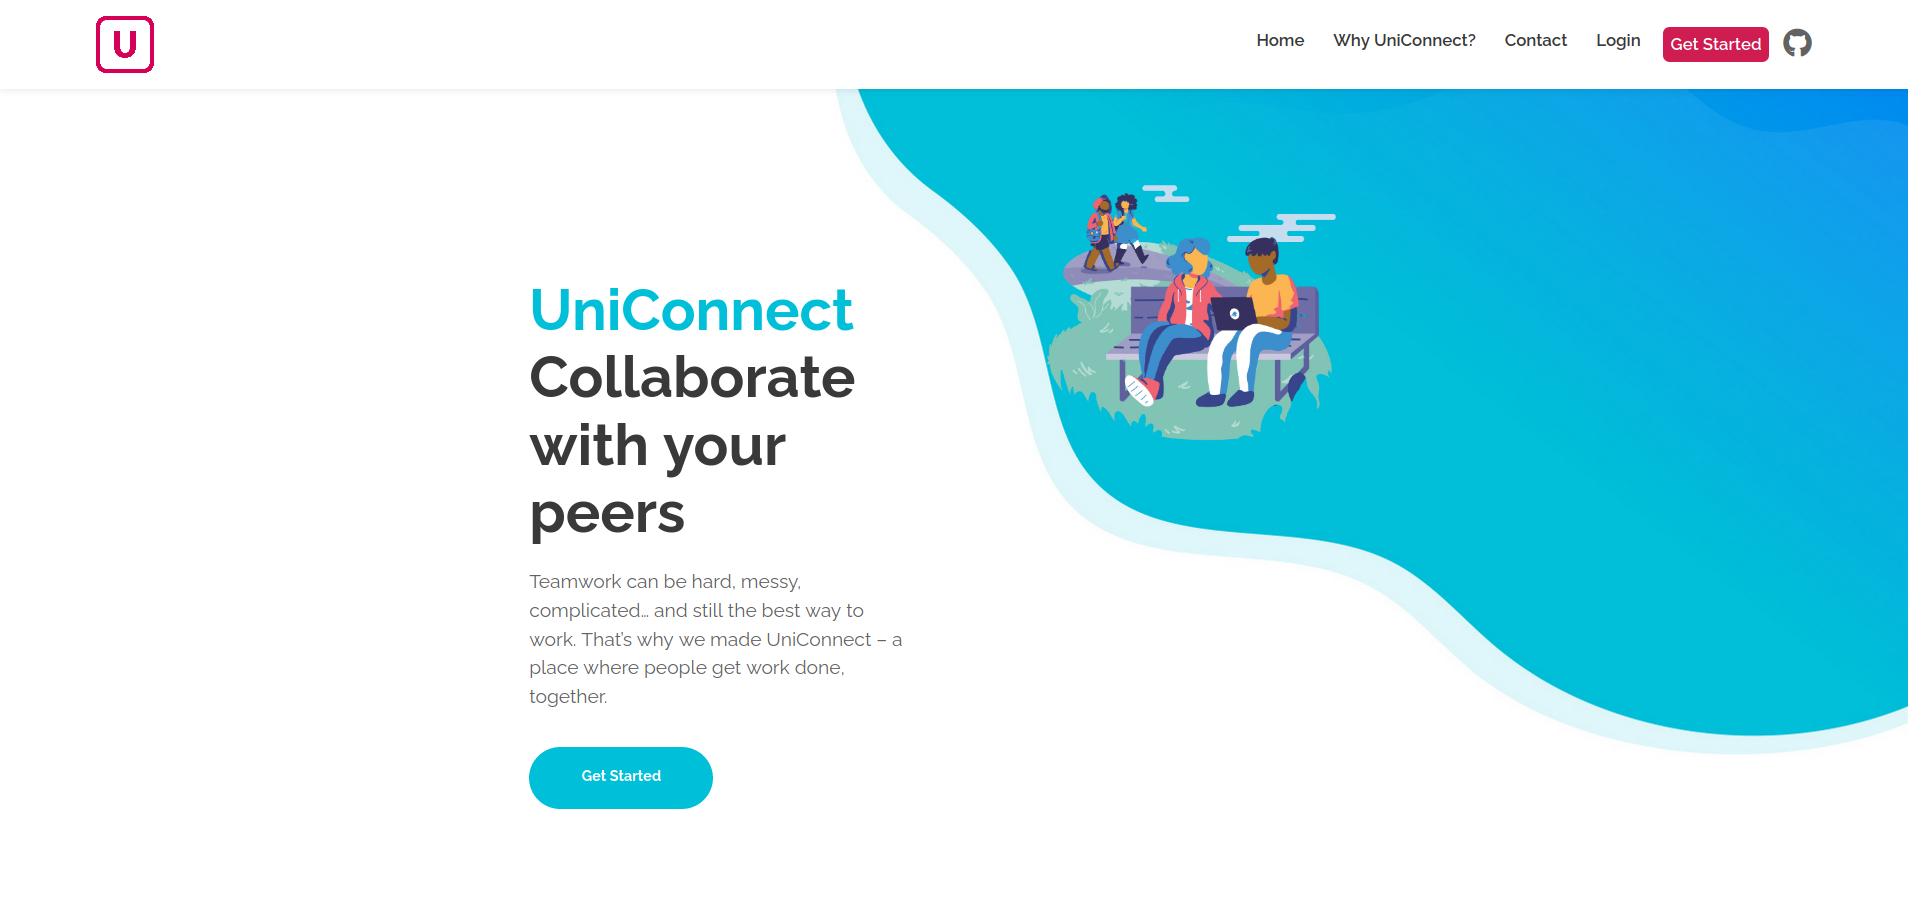 U
Home Why UniConnect? Contact Login Get Started
UniConnect
Collaborate
with your
peers
Teamwork can be hard, messy,
complicated... and still the best way to
work. That's why we made UniConnect – a
place where people get work done,
together.
Get Started